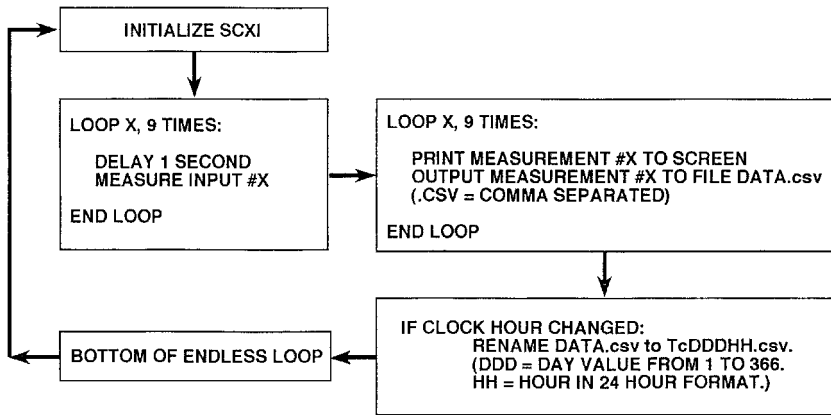 INITIALIZE SCXI
LOOP X, 9 TIMES:
DELAY 1 SECOND
MEASURE INPUT #X
END LOOP
LOOP X, 9 TIMES:
PRINT MEASUREMENT #X TO SCREEN
OUTPUT MEASUREMENT #X TO FILE DATA.csv
(.CSV = COMMA SEPARATED)
END LOOP
IF CLOCK HOUR CHANGED:
RENAME DATA.csv to TcDDDHH.csv.
(DDD = DAY VALUE FROM 1 TO 366.
HH = HOUR IN 24 HOUR FORMAT.)
BOTTOM OF ENDLESS LOOP